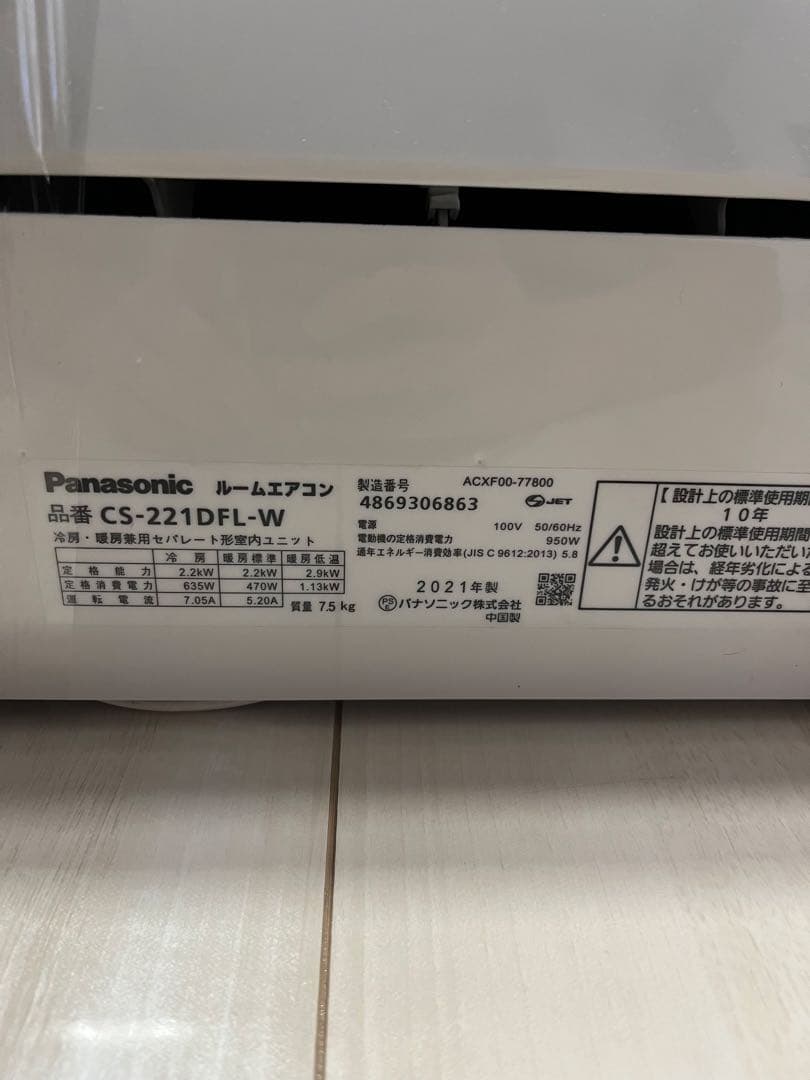 Panasonic ルームエアコン
品番 CS-221DFL-W
冷房・暖房兼用セパレート形室内ユニット
冷房 暖房標準 暖房低温
定格能力 2.2kW 2.2kW 2.9kW
定格消費電力 635W 470W 1.13kW
運転電流 7.05A 5.20A
質量 7.5 kg
製造番号 ACXF00-77800
4869306863 JET
電源 100V 50/60Hz
電動機の定格消費電力 950W
通年エネルギー消費効率(JIS C 9612:2013) 5.8
2021年製
PSE パナソニック株式会社
中国製
【設計上の標準使用期
10年
設計上の標準使用期間
超えてお使いいただい
場合は、経年劣化によ
発火・けが等の事故に至
るおそれがあります。